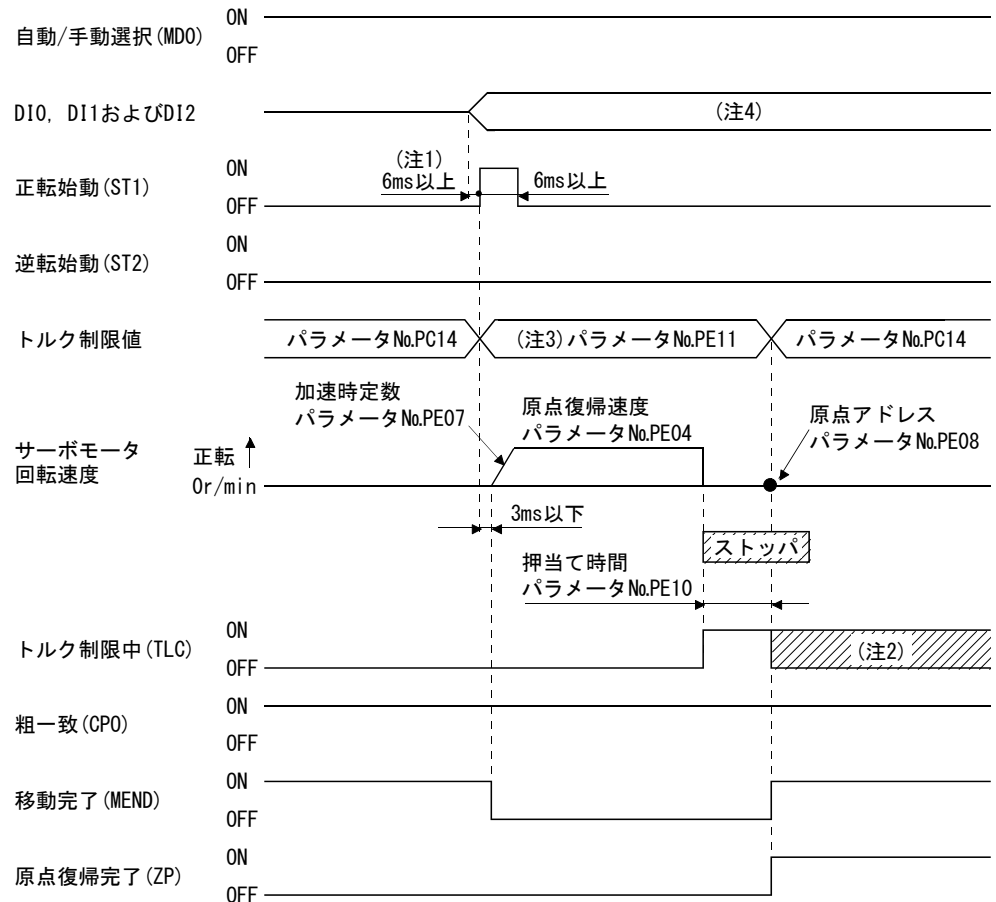 ON
自動/手動選択(MD0)
OFF
DI0, DI1およびDI2
(注4)
ON
(注1)
正転始動(ST1)
6ms以上
6ms以上
OFF
ON
逆転始動(ST2)
OFF
トルク制限値
パラメータNo.PC14
(注3)パラメータNo.PE11
パラメータNo.PC14
加速時定数
パラメータNo.PE07
原点復帰速度
パラメータNo.PE04
原点アドレス
パラメータNo.PE08
サーボモータ
回転速度
正転
0r/min
3ms以下
ストッパ
押当て時間
パラメータNo.PE10
ON
トルク制限中(TLC)
OFF
(注2)
ON
粗一致(CPO)
OFF
ON
移動完了(MEND)
OFF
ON
原点復帰完了(ZP)
OFF